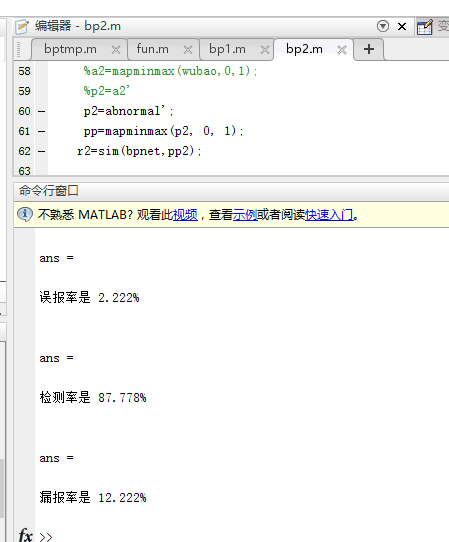 编辑器 - bp2.m
变
bptmp.m fun.m bp1.m bp2.m
58 %a2=mapminmax(wubao,0,1);
59 %p2=a2'
60 — p2=abnormal';
61 — pp=mapminmax(p2, 0, 1);
62 — r2=sim(bpnet,pp2);
63
命令行窗口
不熟悉 MATLAB? 观看此视频，查看示例或者阅读快速入门。
ans =
误报率是 2.222%
ans =
检测率是 87.778%
ans =
漏报率是 12.222%
fx >>